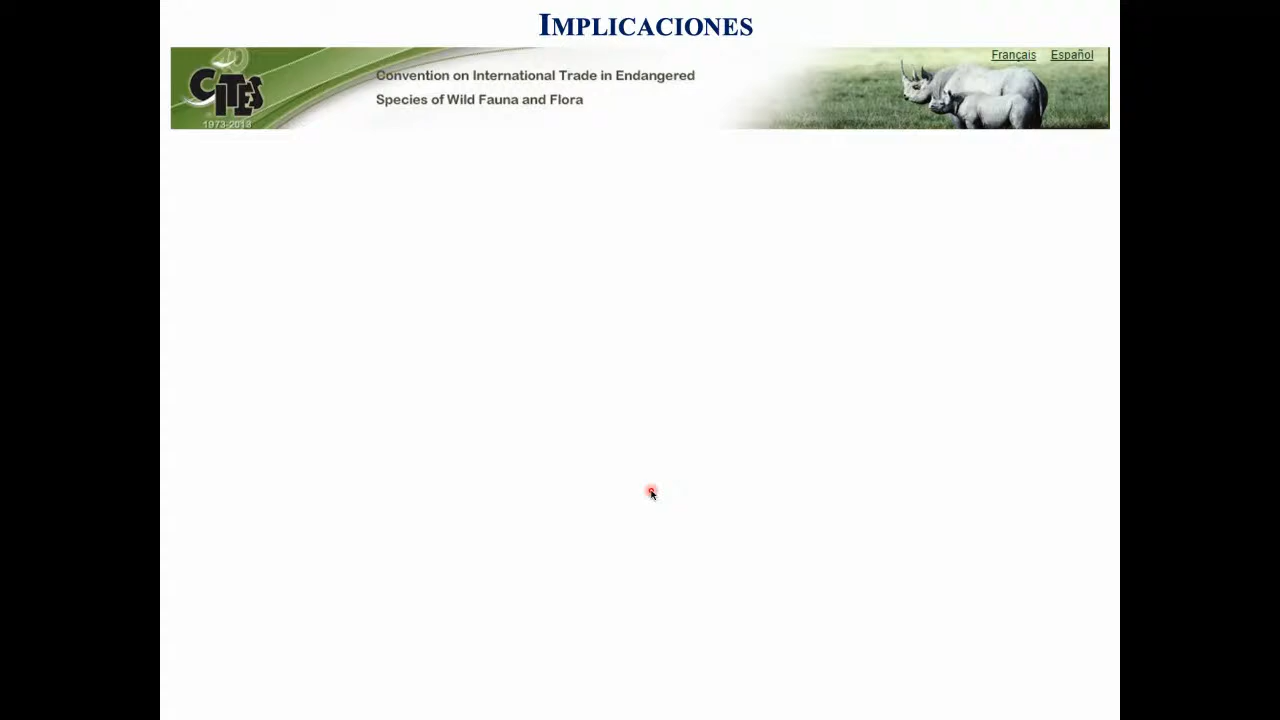 IMPLICACIONES
Français Español
CITES
Convention on International Trade in Endangered
Species of Wild Fauna and Flora
1973-2013